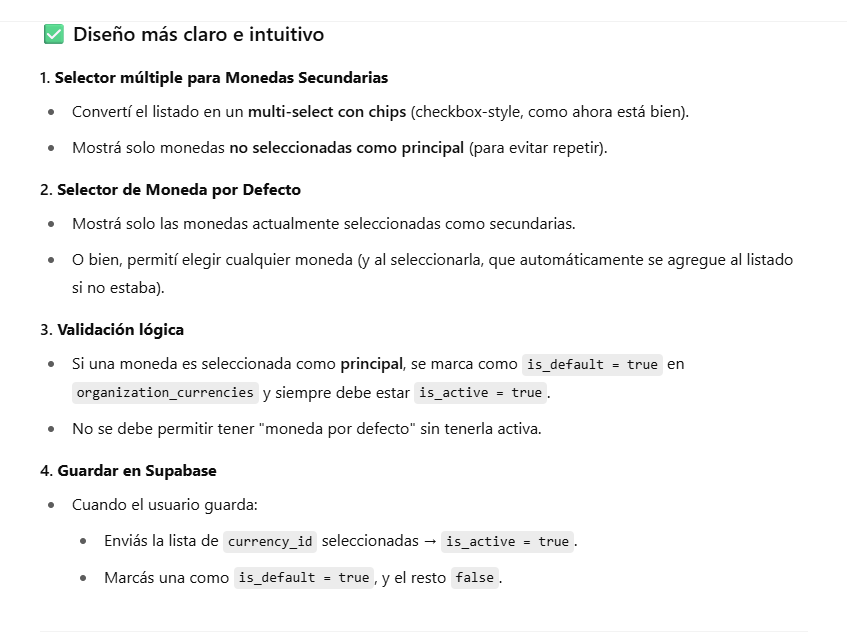 ✅ Diseño más claro e intuitivo
1. Selector múltiple para Monedas Secundarias
• Convertí el listado en un multi-select con chips (checkbox-style, como ahora está bien).
• Mostrá solo monedas no seleccionadas como principal (para evitar repetir).
2. Selector de Moneda por Defecto
• Mostrá solo las monedas actualmente seleccionadas como secundarias.
• O bien, permití elegir cualquier moneda (y al seleccionarla, que automáticamente se agregue al listado
si no estaba).
3. Validación lógica
• Si una moneda es seleccionada como principal, se marca como is_default = true en
organization_currencies y siempre debe estar is_active = true.
• No se debe permitir tener "moneda por defecto" sin tenerla activa.
4. Guardar en Supabase
• Cuando el usuario guarda:
• Enviás la lista de currency_id seleccionadas → is_active = true.
• Marcás una como is_default = true, y el resto false.